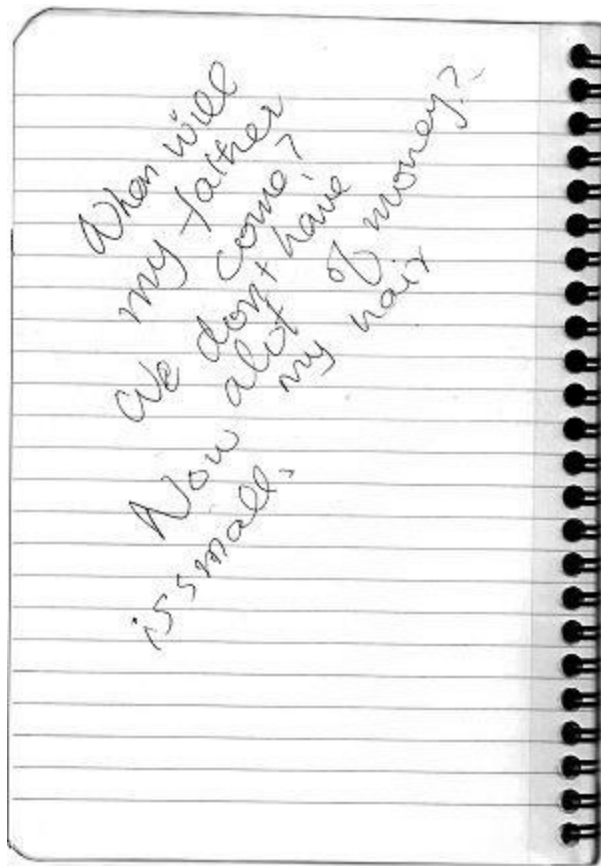 When will
my father
come?
We don't have
alot of money?
Now my hair
is small.